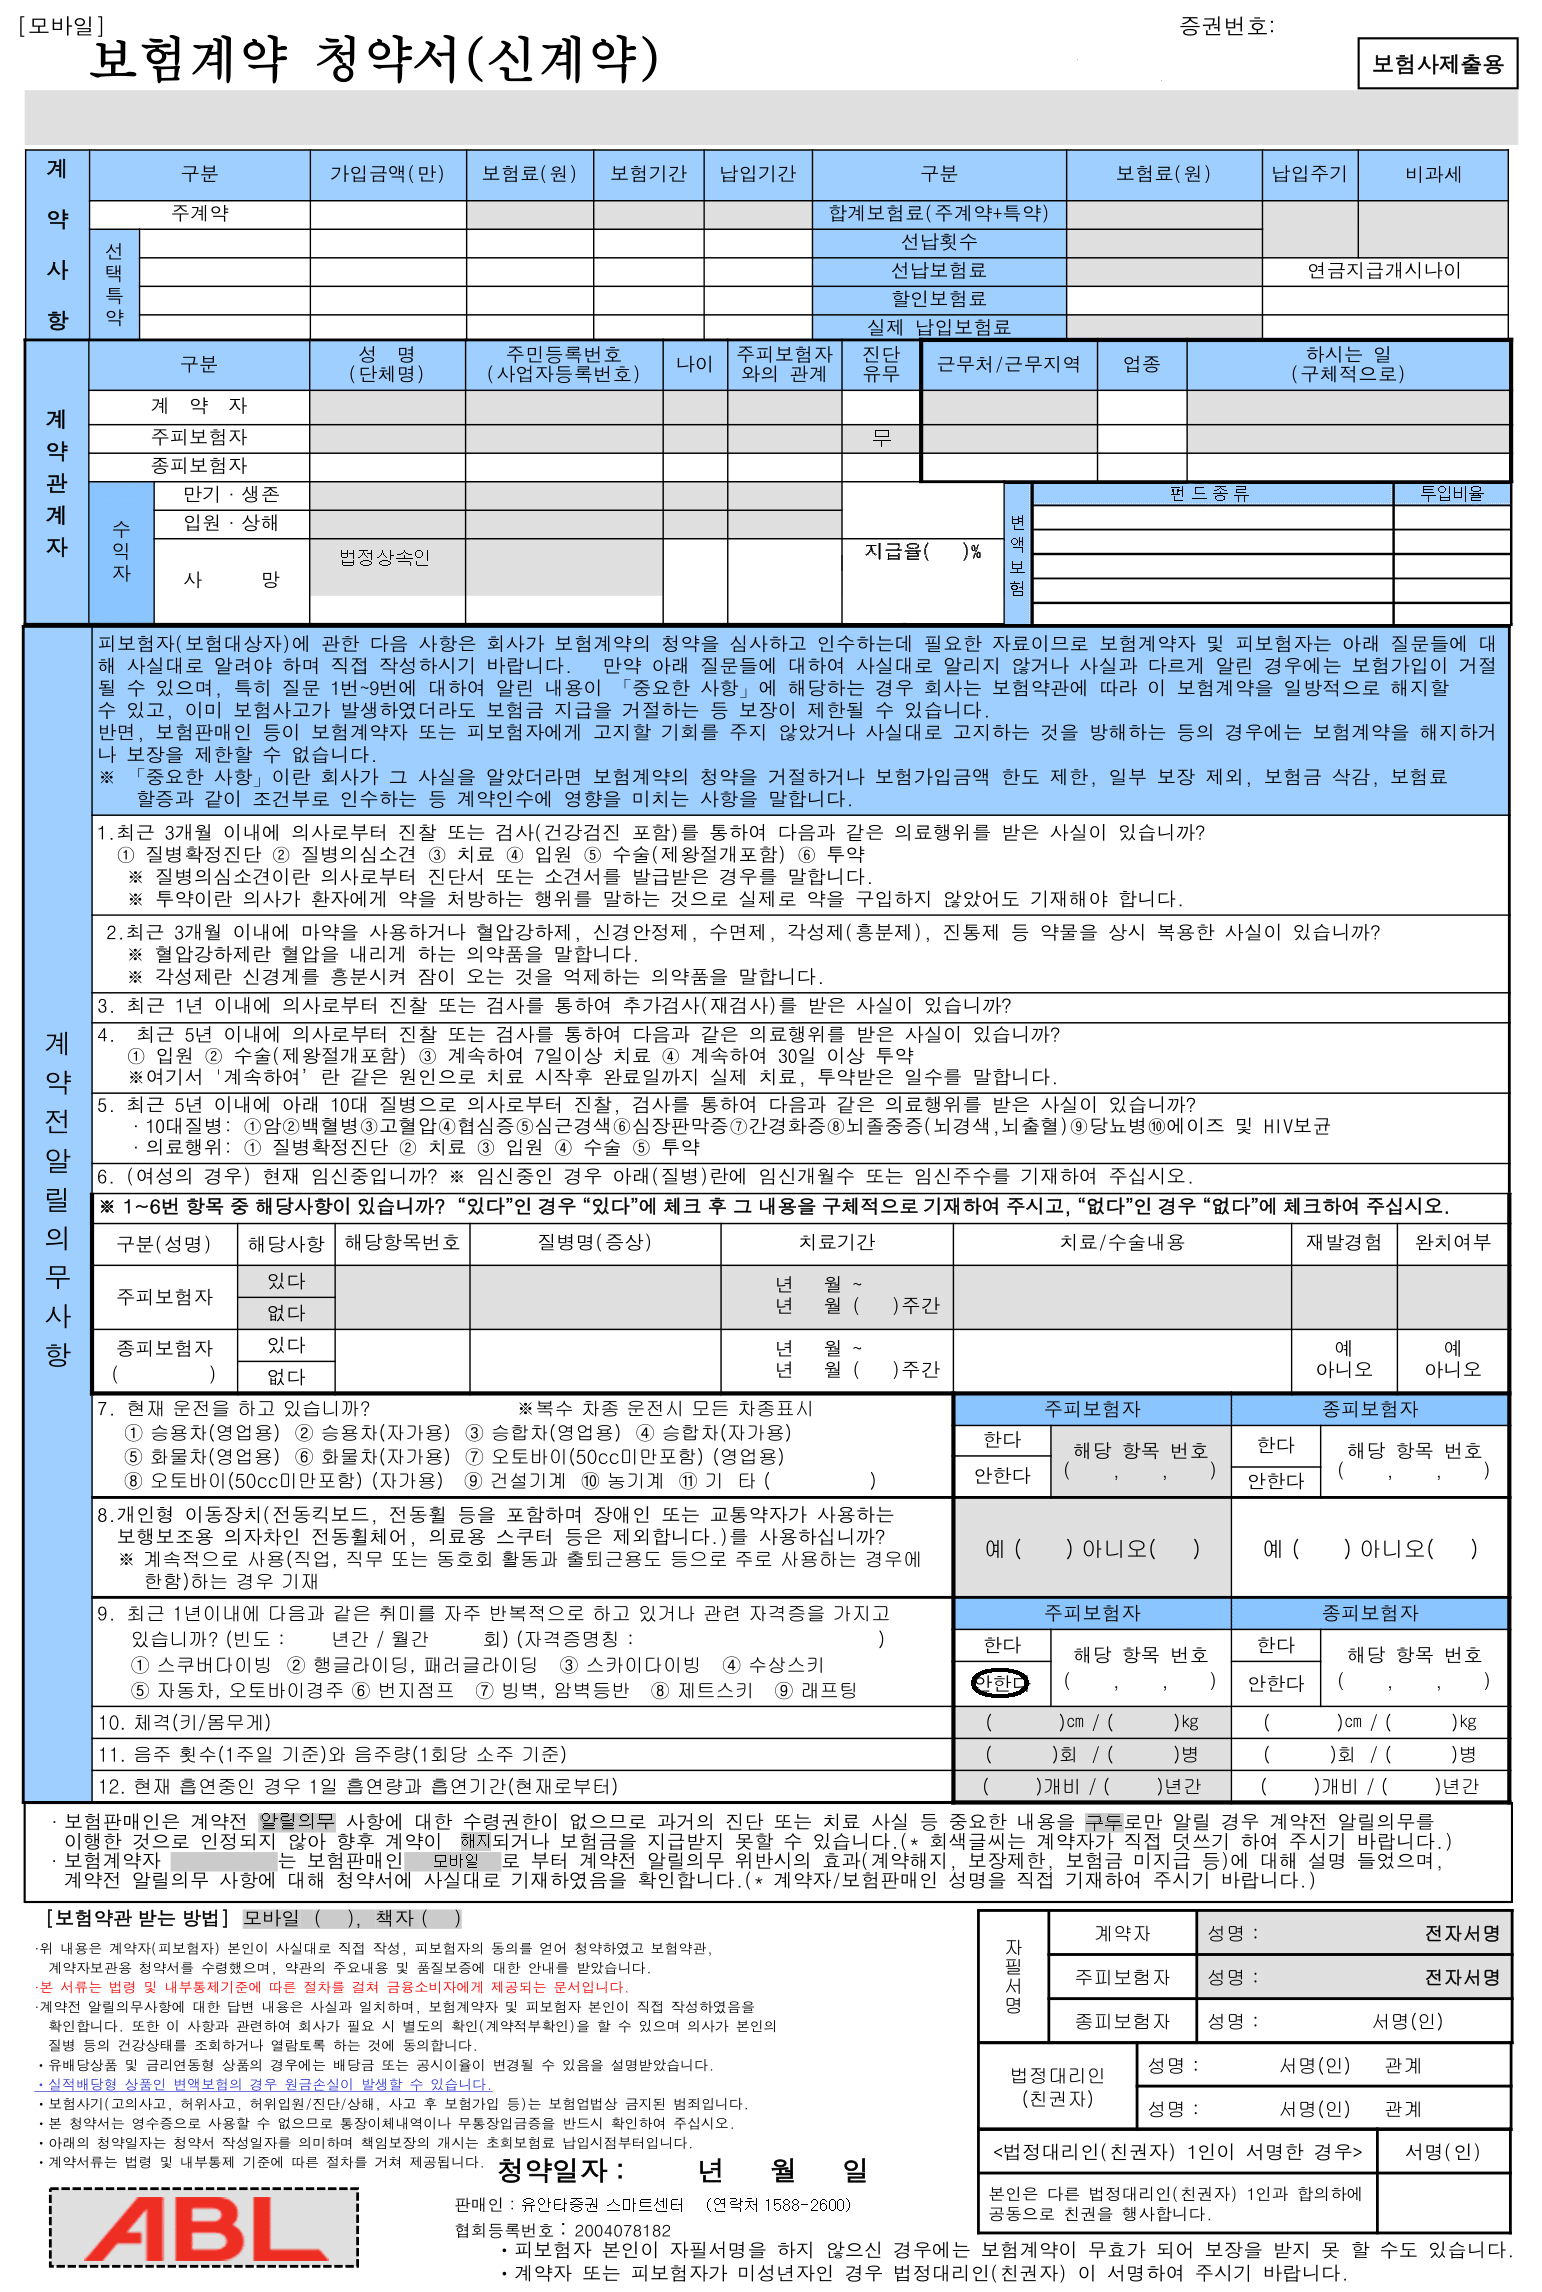 [모바일]
증권번호:
보험계약 청약서(신계약)
보험사제출용
계약사항
구분 가입금액(만) 보험료(원) 보험기간 납입기간 구분 보험료(원) 납입주기 비과세
주계약 합계보험료(주계약+특약)
선택특약 선납횟수
선납보험료 연금지급개시나이
할인보험료
실제 납입보험료
계약관계자
구분 성 명 (단체명) 주민등록번호 (사업자등록번호) 나이 주피보험자와의 관계 진단유무 근무처/근무지역 업종 하시는 일 (구체적으로)
계 약 자
주피보험자 무
종피보험자
수익자 만기·생존 변액보험 펀드종류 투입비율
입원·상해
사 망 법정상속인 지급율( )%
계약전알릴의무사항
피보험자(보험대상자)에 관한 다음 사항은 회사가 보험계약의 청약을 심사하고 인수하는데 필요한 자료이므로 보험계약자 및 피보험자는 아래 질문들에 대
해 사실대로 알려야 하며 직접 작성하시기 바랍니다. 만약 아래 질문들에 대하여 사실대로 알리지 않거나 사실과 다르게 알린 경우에는 보험가입이 거절
될 수 있으며, 특히 질문 1번~9번에 대하여 알린 내용이 「중요한 사항」에 해당하는 경우 회사는 보험약관에 따라 이 보험계약을 일방적으로 해지할
수 있고, 이미 보험사고가 발생하였더라도 보험금 지급을 거절하는 등 보장이 제한될 수 있습니다.
반면, 보험판매인 등이 보험계약자 또는 피보험자에게 고지할 기회를 주지 않았거나 사실대로 고지하는 것을 방해하는 등의 경우에는 보험계약을 해지하거
나 보장을 제한할 수 없습니다.
※ 「중요한 사항」이란 회사가 그 사실을 알았더라면 보험계약의 청약을 거절하거나 보험가입금액 한도 제한, 일부 보장 제외, 보험금 삭감, 보험료
할증과 같이 조건부로 인수하는 등 계약인수에 영향을 미치는 사항을 말합니다.
1.최근 3개월 이내에 의사로부터 진찰 또는 검사(건강검진 포함)를 통하여 다음과 같은 의료행위를 받은 사실이 있습니까?
① 질병확정진단 ② 질병의심소견 ③ 치료 ④ 입원 ⑤ 수술(제왕절개포함) ⑥ 투약
※ 질병의심소견이란 의사로부터 진단서 또는 소견서를 발급받은 경우를 말합니다.
※ 투약이란 의사가 환자에게 약을 처방하는 행위를 말하는 것으로 실제로 약을 구입하지 않았어도 기재해야 합니다.
2.최근 3개월 이내에 마약을 사용하거나 혈압강하제, 신경안정제, 수면제, 각성제(흥분제), 진통제 등 약물을 상시 복용한 사실이 있습니까?
※ 혈압강하제란 혈압을 내리게 하는 의약품을 말합니다.
※ 각성제란 신경계를 흥분시켜 잠이 오는 것을 억제하는 의약품을 말합니다.
3. 최근 1년 이내에 의사로부터 진찰 또는 검사를 통하여 추가검사(재검사)를 받은 사실이 있습니까?
4. 최근 5년 이내에 의사로부터 진찰 또는 검사를 통하여 다음과 같은 의료행위를 받은 사실이 있습니까?
① 입원 ② 수술(제왕절개포함) ③ 계속하여 7일이상 치료 ④ 계속하여 30일 이상 투약
※여기서 '계속하여’란 같은 원인으로 치료 시작후 완료일까지 실제 치료, 투약받은 일수를 말합니다.
5. 최근 5년 이내에 아래 10대 질병으로 의사로부터 진찰, 검사를 통하여 다음과 같은 의료행위를 받은 사실이 있습니까?
·10대질병: ①암②백혈병③고혈압④협심증⑤심근경색⑥심장판막증⑦간경화증⑧뇌졸중증(뇌경색,뇌출혈)⑨당뇨병⑩에이즈 및 HIV보균
·의료행위: ① 질병확정진단 ② 치료 ③ 입원 ④ 수술 ⑤ 투약
6. (여성의 경우) 현재 임신중입니까? ※ 임신중인 경우 아래(질병)란에 임신개월수 또는 임신주수를 기재하여 주십시오.
※ 1~6번 항목 중 해당사항이 있습니까? “있다”인 경우 “있다”에 체크 후 그 내용을 구체적으로 기재하여 주시고, “없다”인 경우 “없다”에 체크하여 주십시오.
구분(성명) 해당사항 해당항목번호 질병명(증상) 치료기간 치료/수술내용 재발경험 완치여부
주피보험자 있다 없다 년 월 ~ 년 월 ( )주간
종피보험자 ( ) 있다 없다 년 월 ~ 년 월 ( )주간 예 아니오 예 아니오
7. 현재 운전을 하고 있습니까? ※복수 차종 운전시 모든 차종표시 주피보험자 종피보험자
① 승용차(영업용) ② 승용차(자가용) ③ 승합차(영업용) ④ 승합차(자가용) 한다 해당 항목 번호 한다 해당 항목 번호
⑤ 화물차(영업용) ⑥ 화물차(자가용) ⑦ 오토바이(50cc미만포함) (영업용) 안한다 ( , , ) 안한다 ( , , )
⑧ 오토바이(50cc미만포함) (자가용) ⑨ 건설기계 ⑩ 농기계 ⑪ 기 타 ( )
8.개인형 이동장치(전동킥보드, 전동휠 등을 포함하며 장애인 또는 교통약자가 사용하는
보행보조용 의자차인 전동휠체어, 의료용 스쿠터 등은 제외합니다.)를 사용하십니까?
※ 계속적으로 사용(직업, 직무 또는 동호회 활동과 출퇴근용도 등으로 주로 사용하는 경우에
한함)하는 경우 기재
예 ( ) 아니오( ) 예 ( ) 아니오( )
9. 최근 1년이내에 다음과 같은 취미를 자주 반복적으로 하고 있거나 관련 자격증을 가지고 주피보험자 종피보험자
있습니까? (빈도 : 년간 / 월간 회) (자격증명칭 : ) 한다 해당 항목 번호 한다 해당 항목 번호
① 스쿠버다이빙 ② 행글라이딩, 패러글라이딩 ③ 스카이다이빙 ④ 수상스키 안한다 ( , , ) 안한다 ( , , )
⑤ 자동차, 오토바이경주 ⑥ 번지점프 ⑦ 빙벽, 암벽등반 ⑧ 제트스키 ⑨ 래프팅
10. 체격(키/몸무게) ( )㎝ / ( )㎏ ( )㎝ / ( )㎏
11. 음주 횟수(1주일 기준)와 음주량(1회당 소주 기준) ( )회 / ( )병 ( )회 / ( )병
12. 현재 흡연중인 경우 1일 흡연량과 흡연기간(현재로부터) ( )개비 / ( )년간 ( )개비 / ( )년간
· 보험판매인은 계약전 알릴의무 사항에 대한 수령권한이 없으므로 과거의 진단 또는 치료 사실 등 중요한 내용을 구두로만 알릴 경우 계약전 알릴의무를
이행한 것으로 인정되지 않아 향후 계약이 해지되거나 보험금을 지급받지 못할 수 있습니다.(* 회색글씨는 계약자가 직접 덧쓰기 하여 주시기 바랍니다.)
· 보험계약자 는 보험판매인 모바일 로 부터 계약전 알릴의무 위반시의 효과(계약해지, 보장제한, 보험금 미지급 등)에 대해 설명 들었으며,
계약전 알릴의무 사항에 대해 청약서에 사실대로 기재하였음을 확인합니다.(* 계약자/보험판매인 성명을 직접 기재하여 주시기 바랍니다.)
[보험약관 받는 방법] 모바일 ( ), 책자 ( )
·위 내용은 계약자(피보험자) 본인이 사실대로 직접 작성, 피보험자의 동의를 얻어 청약하였고 보험약관,
계약자보관용 청약서를 수령했으며, 약관의 주요내용 및 품질보증에 대한 안내를 받았습니다.
·본 서류는 법령 및 내부통제기준에 따른 절차를 걸쳐 금융소비자에게 제공되는 문서입니다.
·계약전 알릴의무사항에 대한 답변 내용은 사실과 일치하며, 보험계약자 및 피보험자 본인이 직접 작성하였음을
확인합니다. 또한 이 사항과 관련하여 회사가 필요 시 별도의 확인(계약적부확인)을 할 수 있으며 의사가 본인의
질병 등의 건강상태를 조회하거나 열람토록 하는 것에 동의합니다.
• 유배당상품 및 금리연동형 상품의 경우에는 배당금 또는 공시이율이 변경될 수 있음을 설명받았습니다.
• 실적배당형 상품인 변액보험의 경우 원금손실이 발생할 수 있습니다.
• 보험사기(고의사고, 허위사고, 허위입원/진단/상해, 사고 후 보험가입 등)는 보험업법상 금지된 범죄입니다.
• 본 청약서는 영수증으로 사용할 수 없으므로 통장이체내역이나 무통장입금증을 반드시 확인하여 주십시오.
• 아래의 청약일자는 청약서 작성일자를 의미하며 책임보장의 개시는 초회보험료 납입시점부터입니다.
• 계약서류는 법령 및 내부통제 기준에 따른 절차를 거쳐 제공됩니다.
자필서명
계약자 성명 : 전자서명
주피보험자 성명 : 전자서명
종피보험자 성명 : 서명(인)
법정대리인 (친권자) 성명 : 서명(인) 관계
성명 : 서명(인) 관계
<법정대리인(친권자) 1인이 서명한 경우> 서명(인)
본인은 다른 법정대리인(친권자) 1인과 합의하에
공동으로 친권을 행사합니다.
청약일자 : 년 월 일
ABL
판매인 : 유안타증권 스마트센터 (연락처 1588-2600)
협회등록번호 : 2004078182
• 피보험자 본인이 자필서명을 하지 않으신 경우에는 보험계약이 무효가 되어 보장을 받지 못 할 수도 있습니다.
• 계약자 또는 피보험자가 미성년자인 경우 법정대리인(친권자) 이 서명하여 주시기 바랍니다.